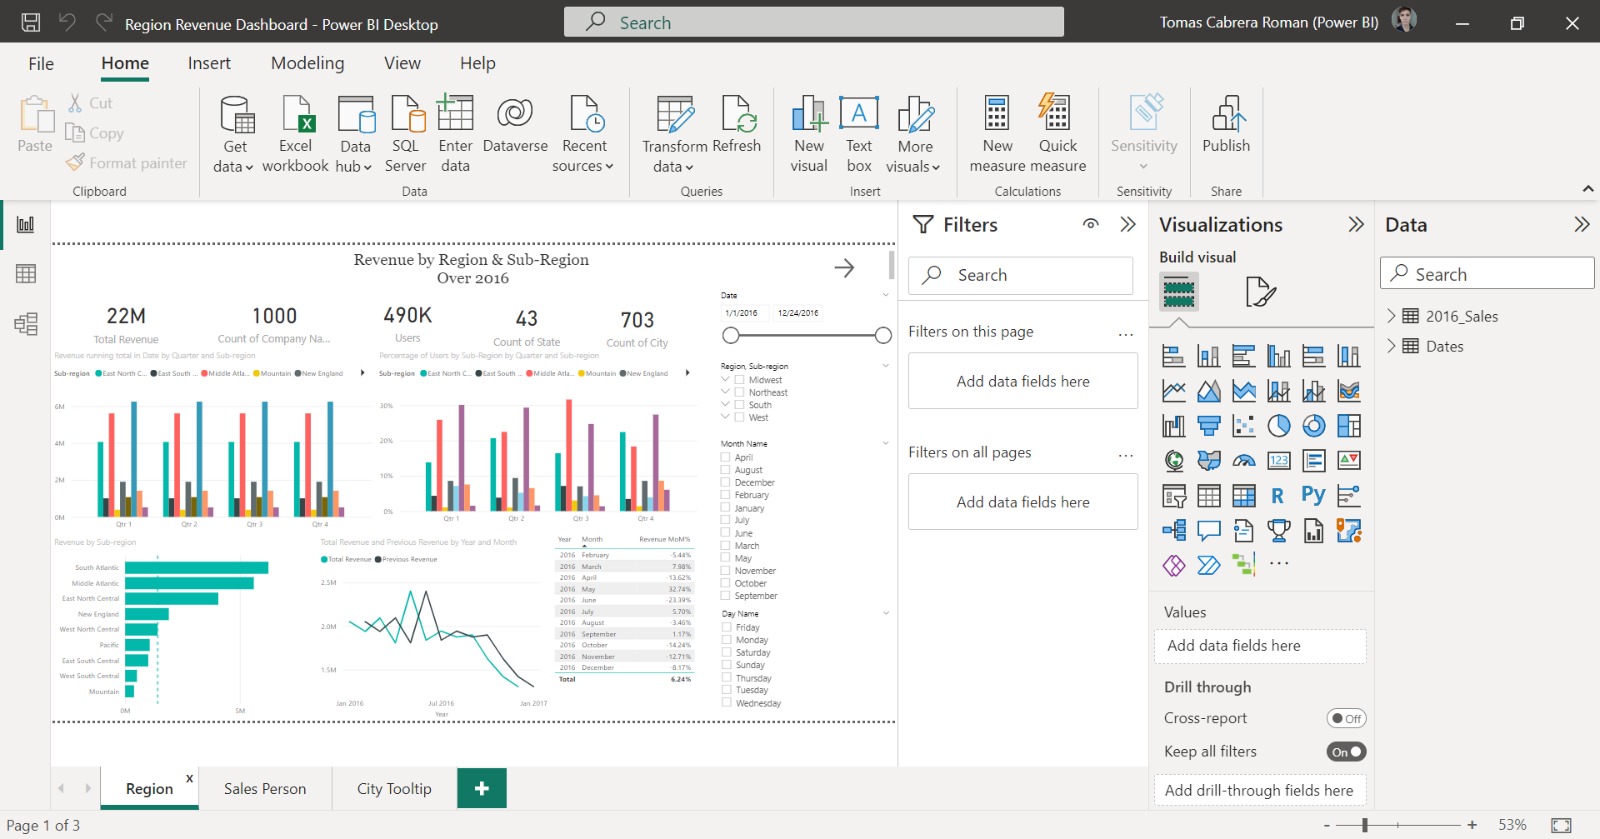 Region Revenue Dashboard - Power BI Desktop
Search
Tomas Cabrera Roman (Power BI)
File Home Insert Modeling View Help
Paste
Cut
Copy
Format painter
Clipboard
Get data
Excel workbook
Data hub
SQL Server
Enter data
Dataverse
Recent sources
Data
Transform data
Refresh
Queries
New visual
Text box
More visuals
Insert
New measure
Quick measure
Calculations
Sensitivity
Sensitivity
Publish
Share
Revenue by Region & Sub-Region
Over 2016
22M
Total Revenue
1000
Count of Company Na...
490K
Users
43
Count of State
703
Count of City
Revenue running total in Date by Quarter and Sub-region
Sub-region East North C... East South ... Middle Atla... Mountain New England
6M
4M
2M
0M
Qtr 1 Qtr 2 Qtr 3 Qtr 4
Percentage of Users by Sub-Region by Quarter and Sub-region
Sub-region East North C... East South ... Middle Atla... Mountain New England
30%
20%
10%
0%
Qtr 1 Qtr 2 Qtr 3 Qtr 4
Revenue by Sub-region
South Atlantic
Middle Atlantic
East North Central
New England
West North Central
Pacific
East South Central
West South Central
Mountain
0M 5M
Total Revenue and Previous Revenue by Year and Month
Total Revenue Previous Revenue
2.5M
2.0M
1.5M
Jan 2016 Jul 2016 Jan 2017
Year
Year Month Revenue MoM%
2016 February -5.44%
2016 March 7.98%
2016 April -13.62%
2016 May 32.74%
2016 June -23.39%
2016 July 5.70%
2016 August -3.46%
2016 September 1.17%
2016 October -14.24%
2016 November -12.71%
2016 December -8.17%
Total 6.24%
Date
1/1/2016 12/24/2016
Region, Sub-region
Midwest
Northeast
South
West
Month Name
April
August
December
February
January
July
June
March
May
November
October
September
Day Name
Friday
Monday
Saturday
Sunday
Thursday
Tuesday
Wednesday
Filters
Search
Filters on this page ...
Add data fields here
Filters on all pages ...
Add data fields here
Visualizations
Build visual
123
R
Py
...
Values
Add data fields here
Drill through
Cross-report Off
Keep all filters On
Add drill-through fields here
Data
Search
2016_Sales
Dates
Region x
Sales Person
City Tooltip
+
Page 1 of 3
- + 53%